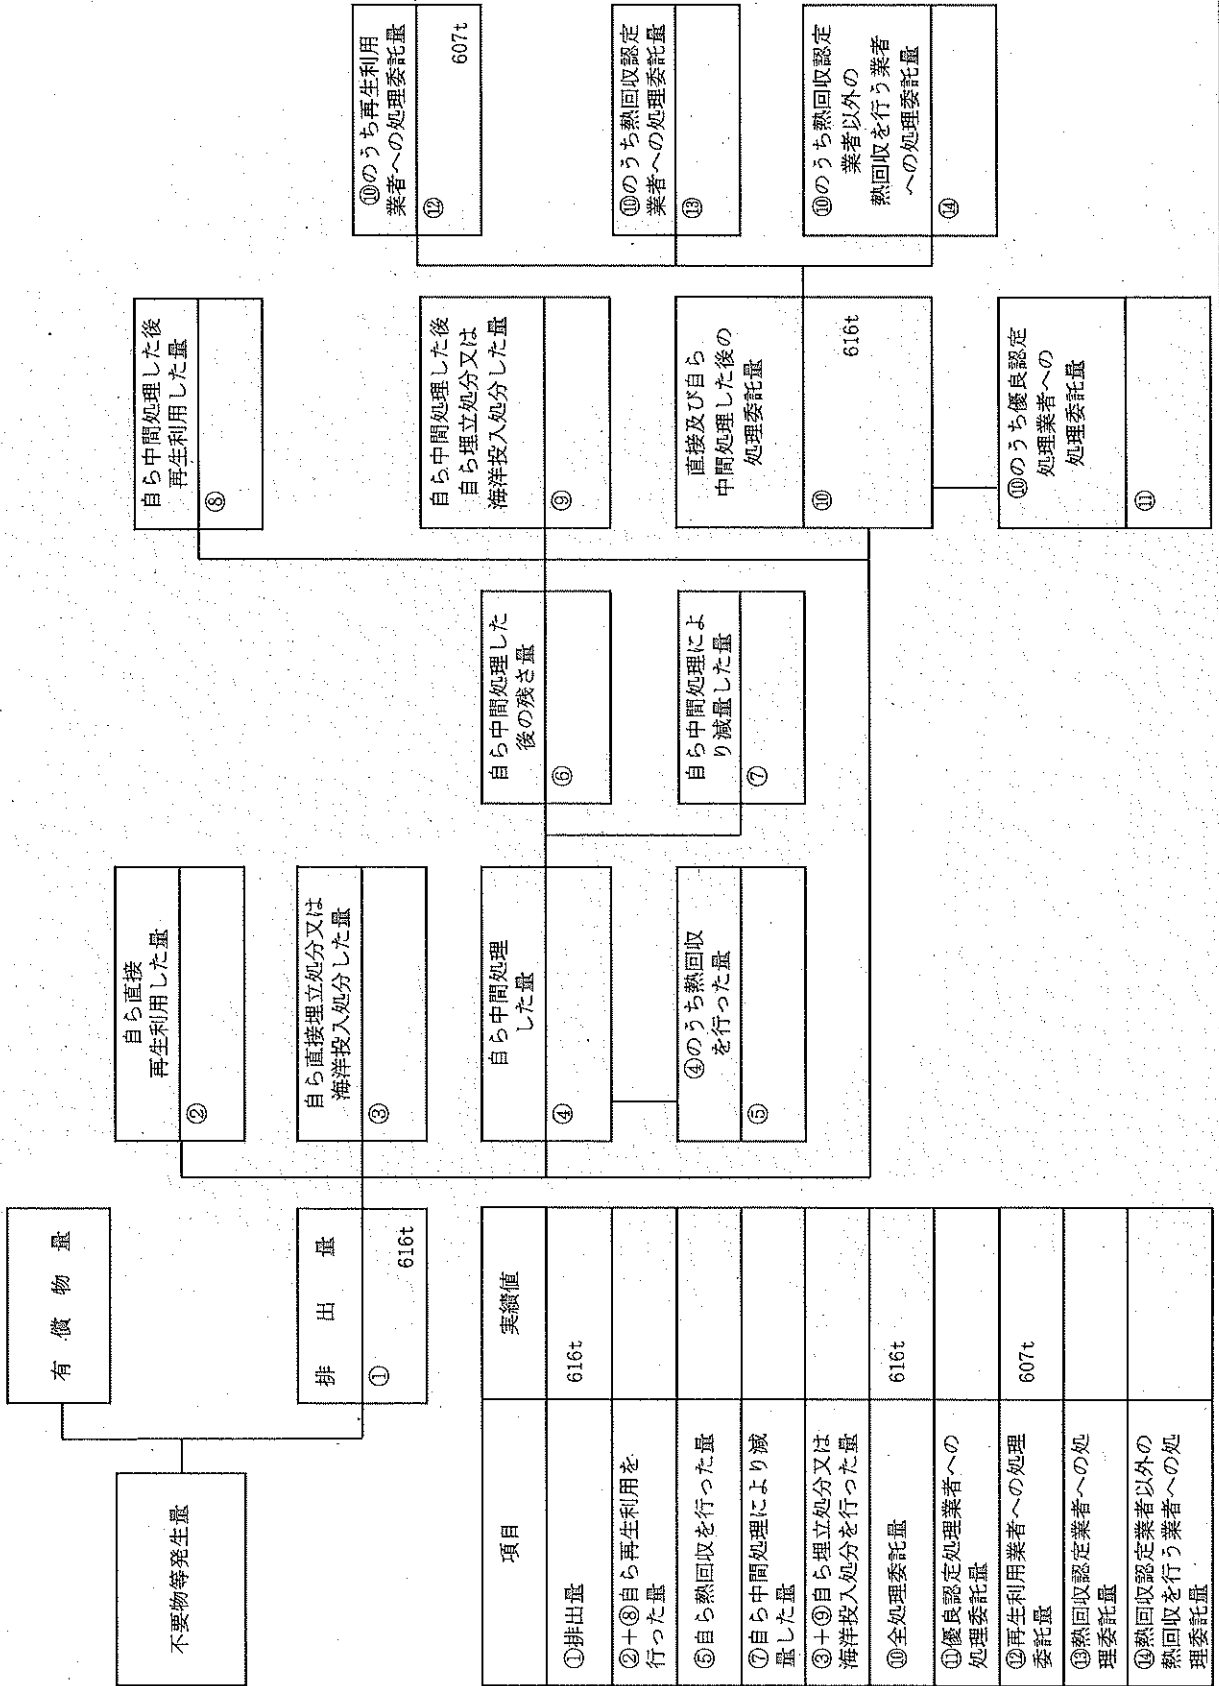 不要物等発生量
有償物量
排出量
①
616t
自ら直接
再生利用した量
②
自ら直接埋立処分又は
海洋投入処分した量
③
自ら中間処理
した量
④
④のうち熱回収
を行った量
⑤
自ら中間処理した
後の残さ量
⑥
自ら中間処理によ
り減量した量
⑦
自ら中間処理した後
再生利用した量
⑧
自ら中間処理した後
自ら埋立処分又は
海洋投入処分した量
⑨
直接及び自ら
中間処理した後の
処理委託量
⑩
616t
⑩のうち優良認定
処理業者への
処理委託量
⑪
⑩のうち再生利用
業者への処理委託量
⑫
607t
⑩のうち熱回収認定
業者への処理委託量
⑬
⑩のうち熱回収認定
業者以外の
熱回収を行う業者
への処理委託量
⑭
項目
実績値
①排出量
616t
②＋⑧自ら再生利用を
行った量
⑤自ら熱回収を行った量
⑦自ら中間処理により減
量した量
③＋⑨自ら埋立処分又は
海洋投入処分を行った量
⑩全処理委託量
616t
⑪優良認定処理業者への
処理委託量
⑫再生利用業者への処理
委託量
607t
⑬熱回収認定業者への処
理委託量
⑭熱回収認定業者以外の
熱回収を行う業者への処
理委託量